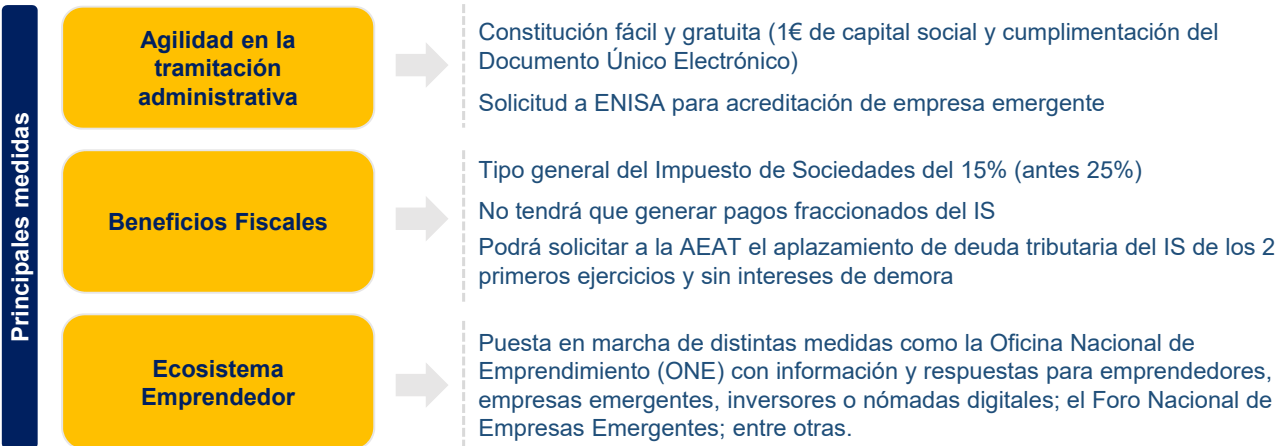 Principales medidas
Agilidad en la
tramitación
administrativa
Constitución fácil y gratuita (1€ de capital social y cumplimentación del
Documento Único Electrónico)
Solicitud a ENISA para acreditación de empresa emergente
Beneficios Fiscales
Tipo general del Impuesto de Sociedades del 15% (antes 25%)
No tendrá que generar pagos fraccionados del IS
Podrá solicitar a la AEAT el aplazamiento de deuda tributaria del IS de los 2
primeros ejercicios y sin intereses de demora
Ecosistema
Emprendedor
Puesta en marcha de distintas medidas como la Oficina Nacional de
Emprendimiento (ONE) con información y respuestas para emprendedores,
empresas emergentes, inversores o nómadas digitales; el Foro Nacional de
Empresas Emergentes; entre otras.